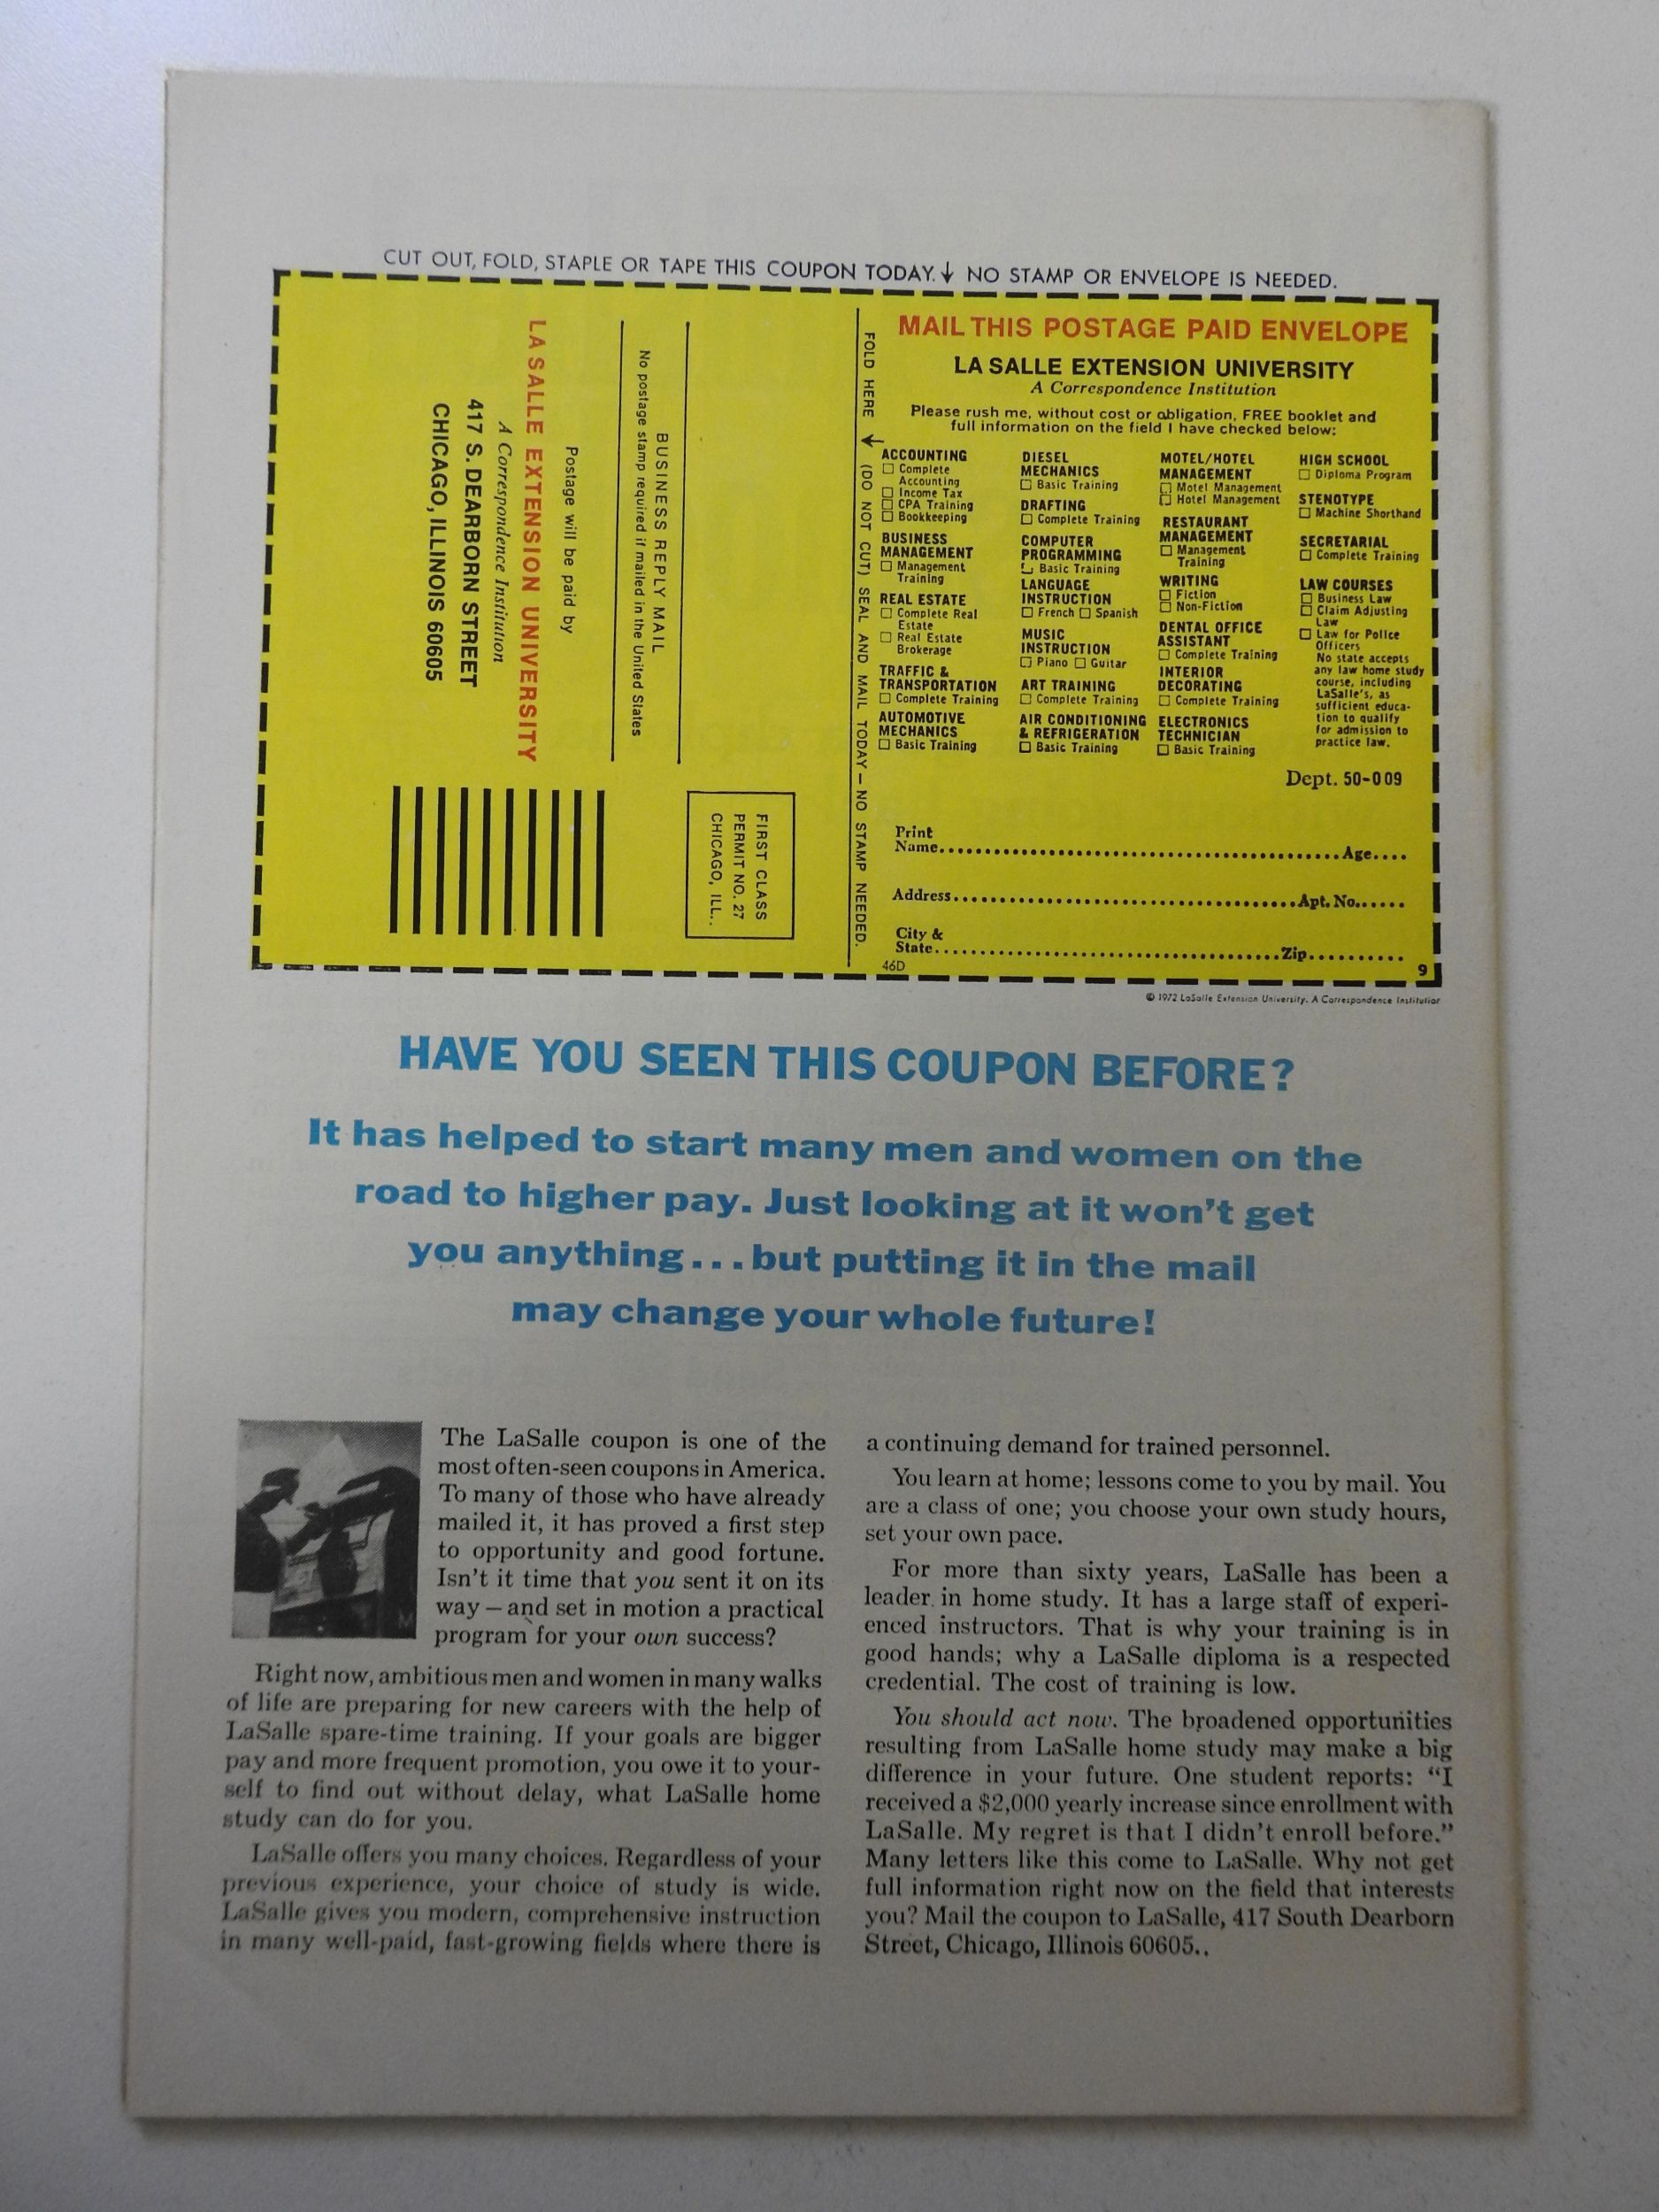 CUT OUT, FOLD, STAPLE OR TAPE THIS COUPON TODAY.↓ NO STAMP OR ENVELOPE IS NEEDED.
No postage stamp required if mailed in the United States
BUSINESS REPLY MAIL
Postage will be paid by
LA SALLE EXTENSION UNIVERSITY
A Correspondence Institution
417 S. DEARBORN STREET
CHICAGO, ILLINOIS 60605
FIRST CLASS
PERMIT NO. 27
CHICAGO, ILL..
FOLD HERE ↓ (DO NOT CUT) SEAL AND MAIL TODAY — NO STAMP NEEDED.
MAIL THIS POSTAGE PAID ENVELOPE
LA SALLE EXTENSION UNIVERSITY
A Correspondence Institution
Please rush me, without cost or obligation, FREE booklet and
full information on the field I have checked below:
ACCOUNTING
☐ Complete
Accounting
☐ Income Tax
☐ CPA Training
☐ Bookkeeping
BUSINESS
MANAGEMENT
☐ Management
Training
REAL ESTATE
☐ Complete Real
Estate
☐ Real Estate
Brokerage
TRAFFIC &
TRANSPORTATION
☐ Complete Training
AUTOMOTIVE
MECHANICS
☐ Basic Training
DIESEL
MECHANICS
☐ Basic Training
DRAFTING
☐ Complete Training
COMPUTER
PROGRAMMING
☐ Basic Training
LANGUAGE
INSTRUCTION
☐ French ☐ Spanish
MUSIC
INSTRUCTION
☐ Piano ☐ Guitar
ART TRAINING
☐ Complete Training
AIR CONDITIONING
& REFRIGERATION
☐ Basic Training
MOTEL/HOTEL
MANAGEMENT
☐ Motel Management
☐ Hotel Management
RESTAURANT
MANAGEMENT
☐ Management
Training
WRITING
☐ Fiction
☐ Non-Fiction
DENTAL OFFICE
ASSISTANT
☐ Complete Training
INTERIOR
DECORATING
☐ Complete Training
ELECTRONICS
TECHNICIAN
☐ Basic Training
HIGH SCHOOL
☐ Diploma Program
STENOTYPE
☐ Machine Shorthand
SECRETARIAL
☐ Complete Training
LAW COURSES
☐ Business Law
☐ Claim Adjusting
Law
☐ Law for Police
Officers
No state accepts
any law home study
course, including
LaSalle's, as
sufficient educa-
tion to qualify
for admission to
practice law.
Dept. 50-009
Print
Name........................................Age....
Address........................................Apt. No......
City &
State........................................Zip..........
46D
9
© 1972 LaSalle Extension University. A Correspondence Institution
HAVE YOU SEEN THIS COUPON BEFORE?
It has helped to start many men and women on the
road to higher pay. Just looking at it won't get
you anything...but putting it in the mail
may change your whole future!
The LaSalle coupon is one of the
most often-seen coupons in America.
To many of those who have already
mailed it, it has proved a first step
to opportunity and good fortune.
Isn't it time that you sent it on its
way – and set in motion a practical
program for your own success?
Right now, ambitious men and women in many walks
of life are preparing for new careers with the help of
LaSalle spare-time training. If your goals are bigger
pay and more frequent promotion, you owe it to your-
self to find out without delay, what LaSalle home
study can do for you.
LaSalle offers you many choices. Regardless of your
previous experience, your choice of study is wide.
LaSalle gives you modern, comprehensive instruction
in many well-paid, fast-growing fields where there is
a continuing demand for trained personnel.
You learn at home; lessons come to you by mail. You
are a class of one; you choose your own study hours,
set your own pace.
For more than sixty years, LaSalle has been a
leader in home study. It has a large staff of experi-
enced instructors. That is why your training is in
good hands; why a LaSalle diploma is a respected
credential. The cost of training is low.
You should act now. The broadened opportunities
resulting from LaSalle home study may make a big
difference in your future. One student reports: "I
received a $2,000 yearly increase since enrollment with
LaSalle. My regret is that I didn't enroll before."
Many letters like this come to LaSalle. Why not get
full information right now on the field that interests
you? Mail the coupon to LaSalle, 417 South Dearborn
Street, Chicago, Illinois 60605..